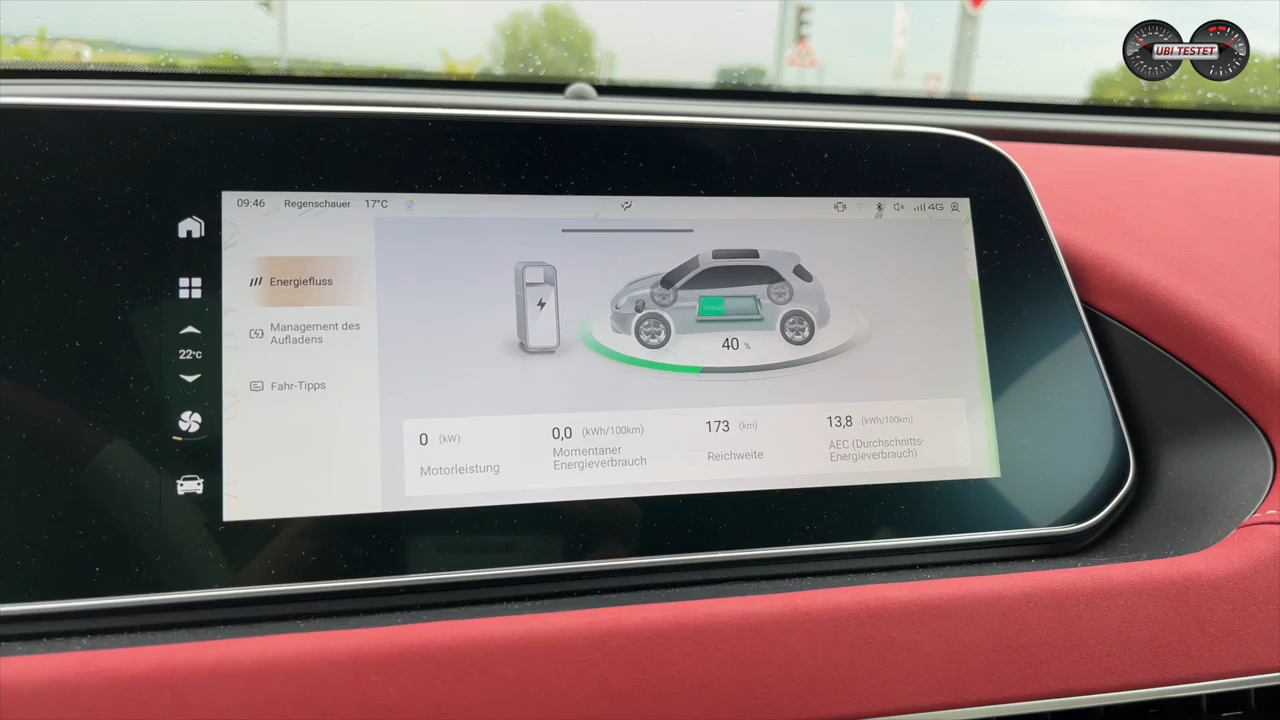 UBI TESTET
09:46 Regenschauer 17°C
4G
Energiefluss
Management des
Aufladens
Fahr-Tipps
22°C
40 %
0 (kW)
Motorleistung
0,0 (kWh/100km)
Momentaner
Energieverbrauch
173 (km)
Reichweite
13,8 (kWh/100km)
AEC (Durchschnitts-
Energieverbrauch)